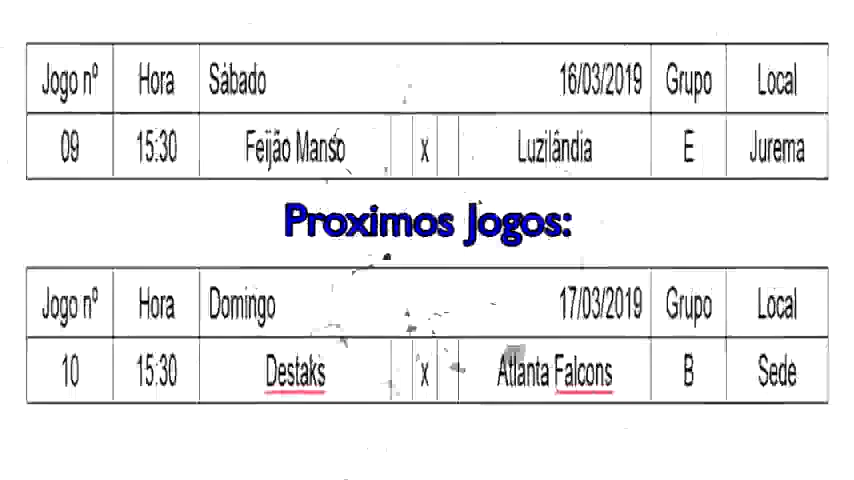 Jogo nº Hora Sábado 16/03/2019 Grupo Local
09 15:30 Feijão Manso x Luzilândia E Jurema
Proximos Jogos:
Jogo nº Hora Domingo 17/03/2019 Grupo Local
10 15:30 Destaks x Atlanta Falcons B Sede